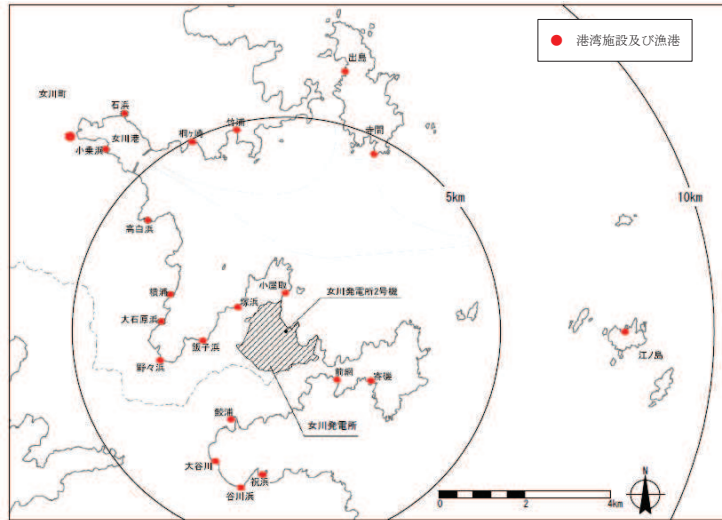 港湾施設及び漁港
出島
女川町
石浜
竹浦
桐ヶ崎
寺間
女川港
小乗浜
5km
10km
高白浜
小屋取
女川発電所2号機
横浦
塚浜
大石原浜
飯子浜
江ノ島
野々浜
前網
寄磯
鮫浦
女川発電所
大谷川
祝浜
谷川浜
N
0
2
4km